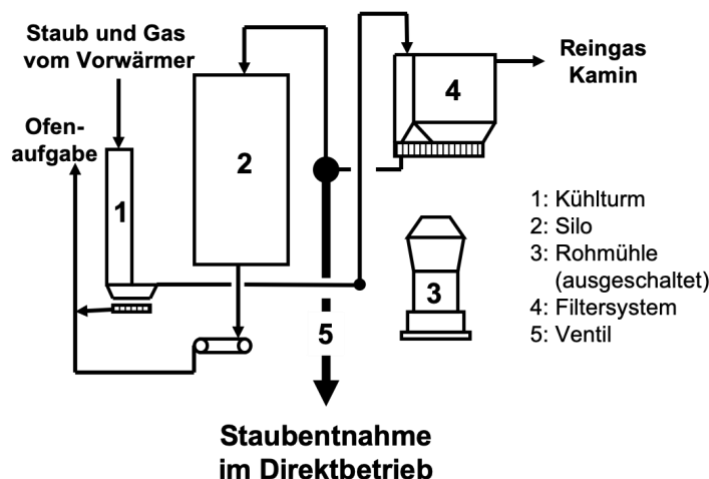 Staub und Gas
vom Vorwärmer
Ofen-
aufgabe
1
2
3
4
5
Reingas
Kamin
1: Kühlturm
2: Silo
3: Rohmühle
(ausgeschaltet)
4: Filtersystem
5: Ventil
Staubentnahme
im Direktbetrieb